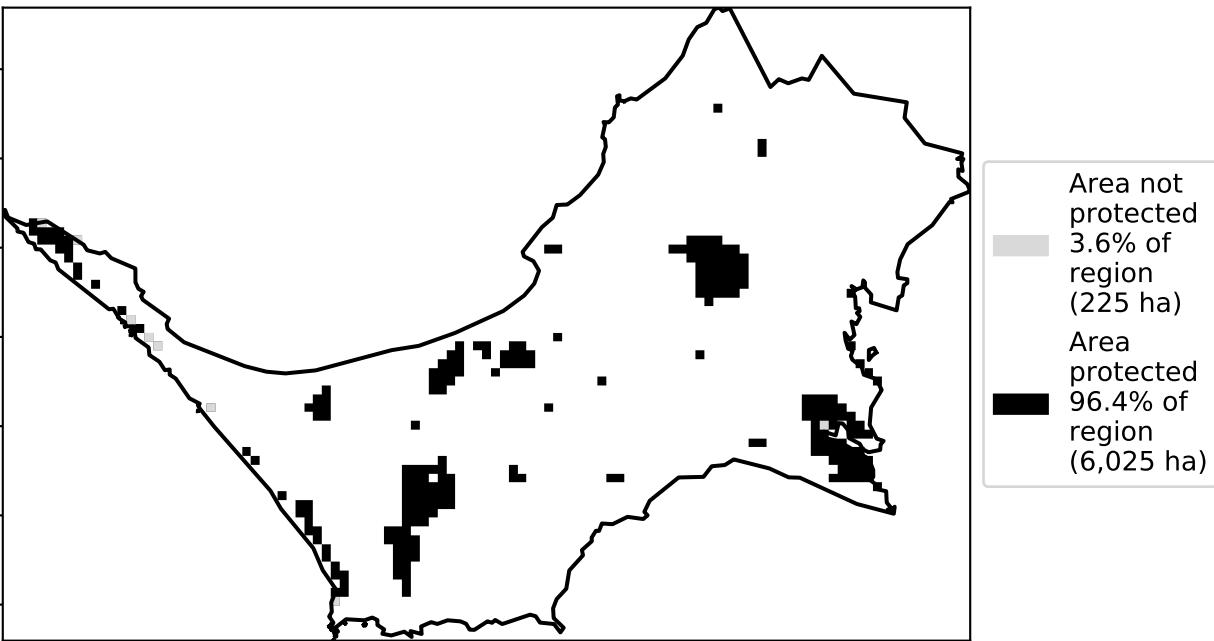 Area not
protected
3.6% of
region
(225 ha)
Area
protected
96.4% of
region
(6,025 ha)